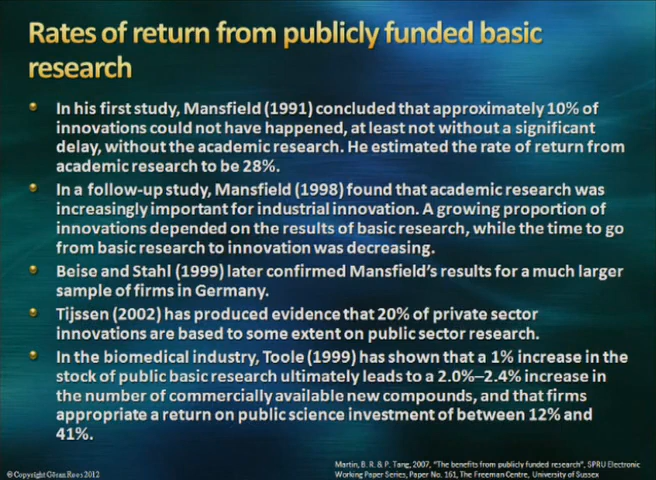 Rates of return from publicly funded basic
research
In his first study, Mansfield (1991) concluded that approximately 10% of
innovations could not have happened, at least not without a significant
delay, without the academic research. He estimated the rate of return from
academic research to be 28%.
In a follow-up study, Mansfield (1998) found that academic research was
increasingly important for industrial innovation. A growing proportion of
innovations depended on the results of basic research, while the time to go
from basic research to innovation was decreasing.
Beise and Stahl (1999) later confirmed Mansfield's results for a much larger
sample of firms in Germany.
Tijssen (2002) has produced evidence that 20% of private sector
innovations are based to some extent on public sector research.
In the biomedical industry, Toole (1999) has shown that a 1% increase in the
stock of public basic research ultimately leads to a 2.0%–2.4% increase in
the number of commercially available new compounds, and that firms
appropriate a return on public science investment of between 12% and
41%.
Martin, B. R. & P. Tang, 2007, "The benefits from publicly funded research", SPRU Electronic
Working Paper Series, Paper No. 161, The Freeman Centre, University of Sussex
© Copyright Göran Roos 2012